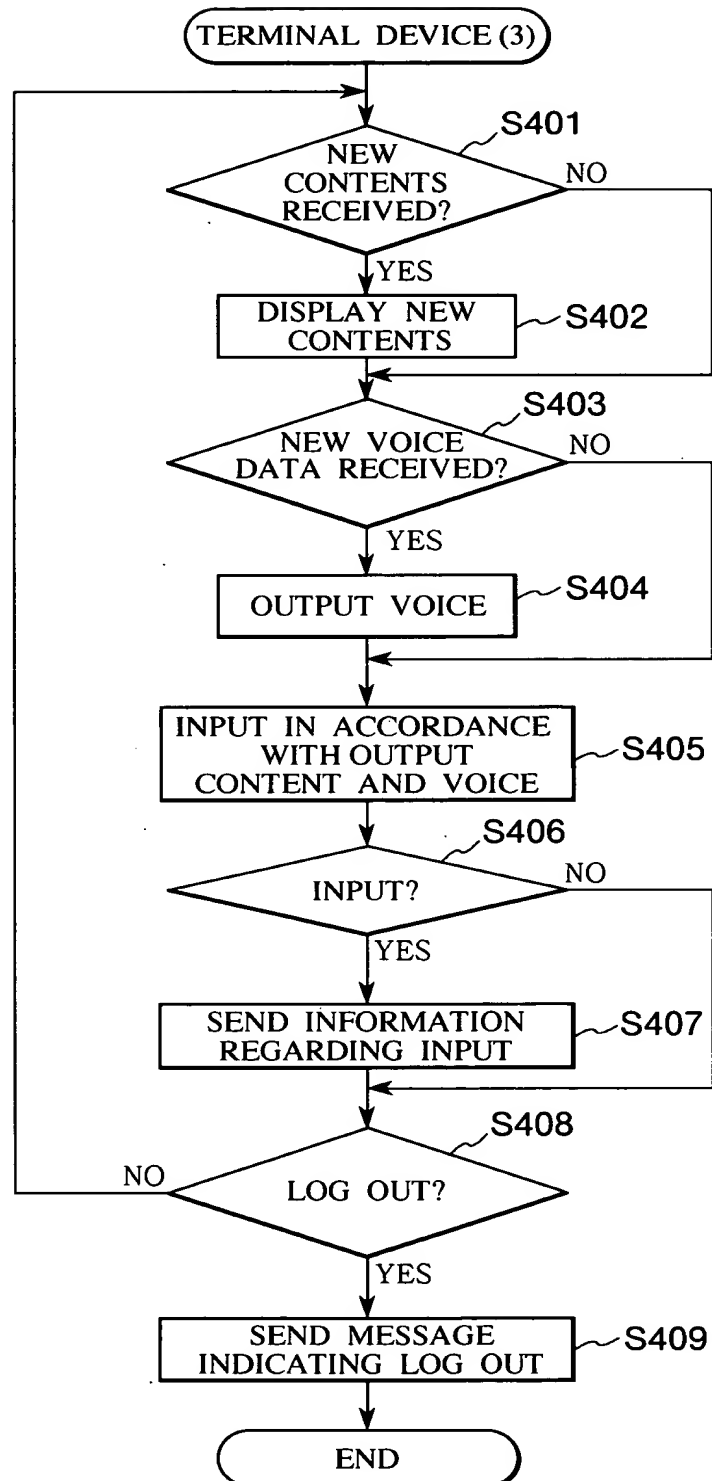 TERMINAL DEVICE (3)
S401
NEW
CONTENTS
RECEIVED?
NO
YES
DISPLAY NEW
CONTENTS
S402
S403
NEW VOICE
DATA RECEIVED?
NO
YES
OUTPUT VOICE
S404
INPUT IN ACCORDANCE
WITH OUTPUT
CONTENT AND VOICE
S405
S406
INPUT?
NO
YES
SEND INFORMATION
REGARDING INPUT
S407
S408
NO
LOG OUT?
YES
SEND MESSAGE
INDICATING LOG OUT
S409
END